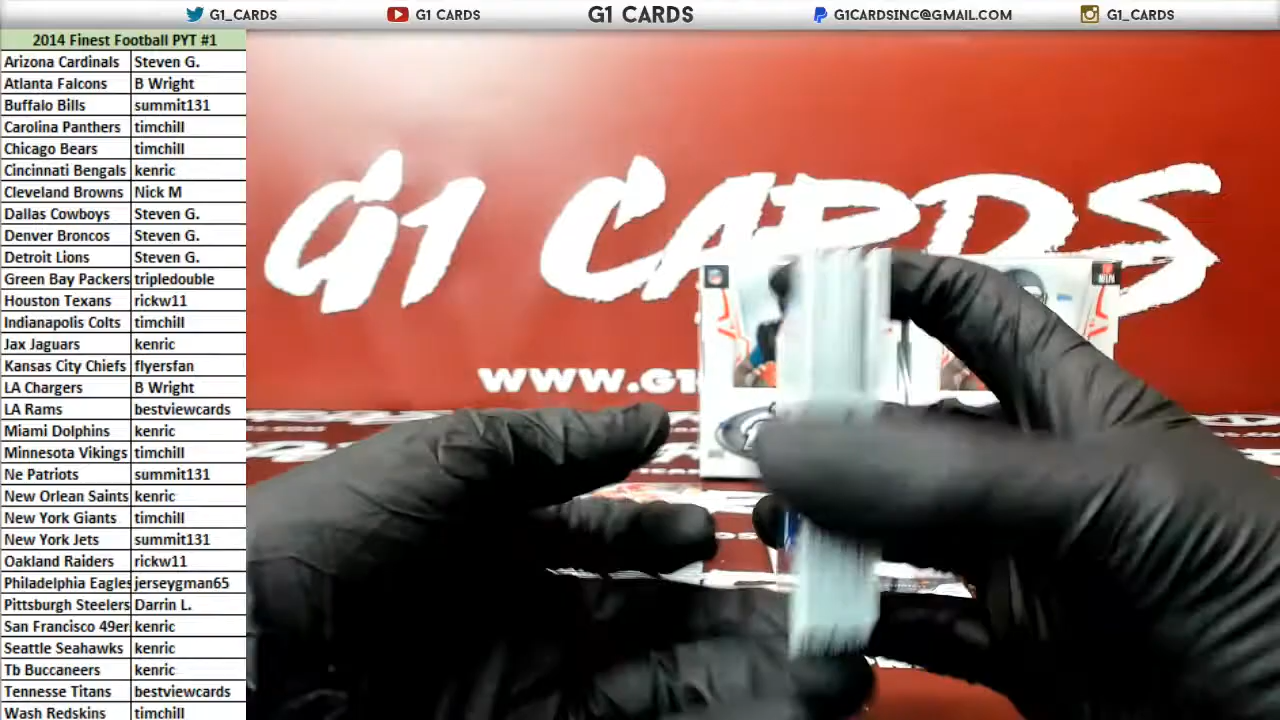 G1_CARDS G1 CARDS G1 CARDS G1CARDSINC@GMAIL.COM G1_CARDS
2014 Finest Football PYT #1
Arizona Cardinals Steven G.
Atlanta Falcons B Wright
Buffalo Bills summit131
Carolina Panthers timchill
Chicago Bears timchill
Cincinnati Bengals kenric
Cleveland Browns Nick M
Dallas Cowboys Steven G.
Denver Broncos Steven G.
Detroit Lions Steven G.
Green Bay Packers tripledouble
Houston Texans rickw11
Indianapolis Colts timchill
Jax Jaguars kenric
Kansas City Chiefs flyersfan
LA Chargers B Wright
LA Rams bestviewcards
Miami Dolphins kenric
Minnesota Vikings timchill
Ne Patriots summit131
New Orlean Saints kenric
New York Giants timchill
New York Jets summit131
Oakland Raiders rickw11
Philadelphia Eagles jerseygman65
Pittsburgh Steelers Darrin L.
San Francisco 49er kenric
Seattle Seahawks kenric
Tb Buccaneers kenric
Tennesse Titans bestviewcards
Wash Redskins timchill
G1 CARDS
WWW.G1